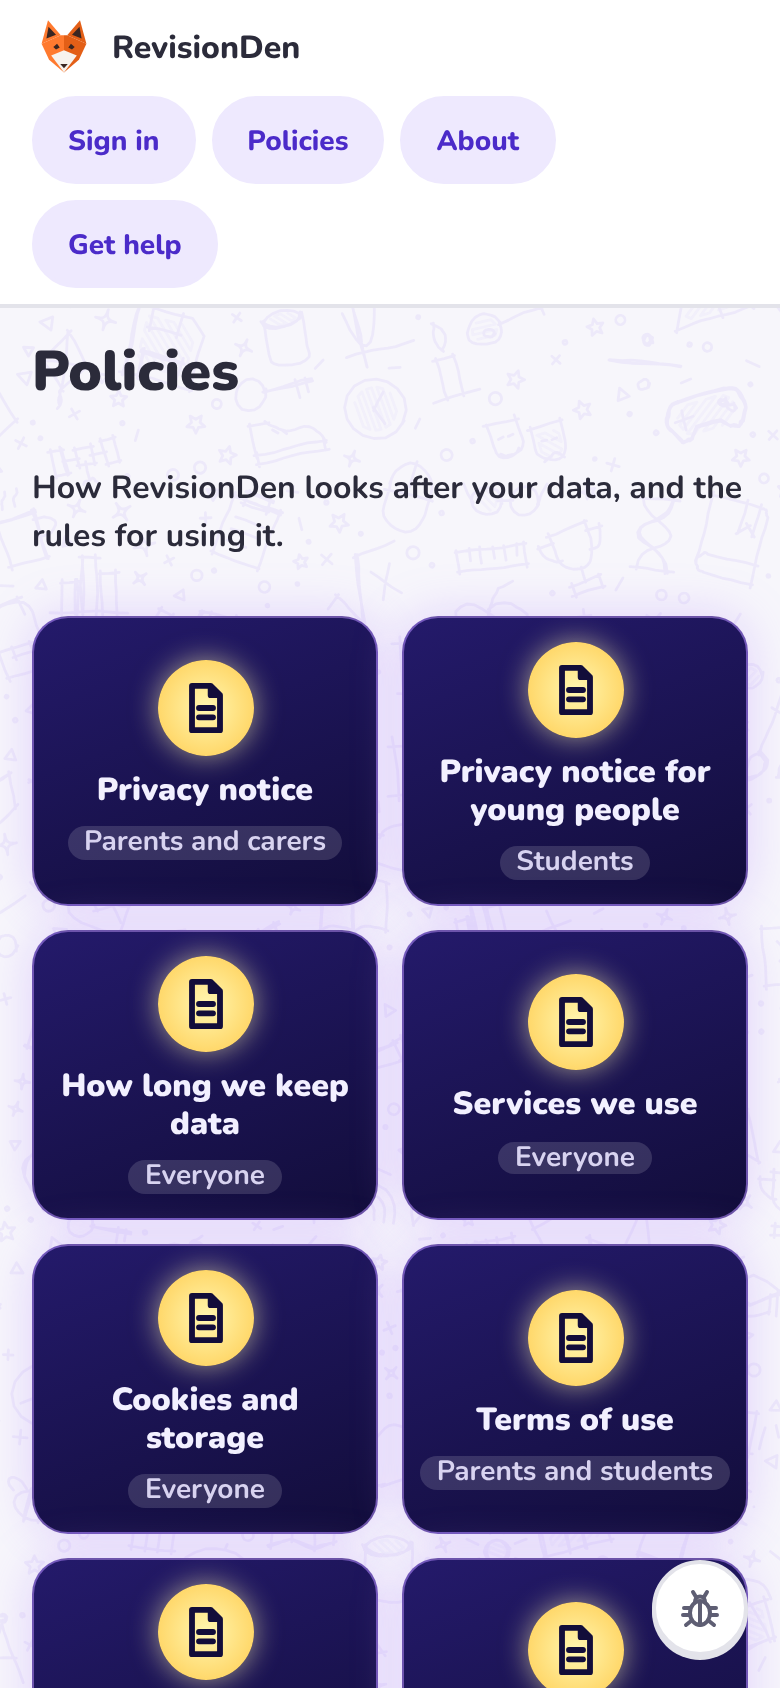 RevisionDen
Sign in
Policies
About
Get help
Policies
How RevisionDen looks after your data, and the
rules for using it.
Privacy notice
Parents and carers
Privacy notice for
young people
Students
How long we keep
data
Everyone
Services we use
Everyone
Cookies and
storage
Everyone
Terms of use
Parents and students